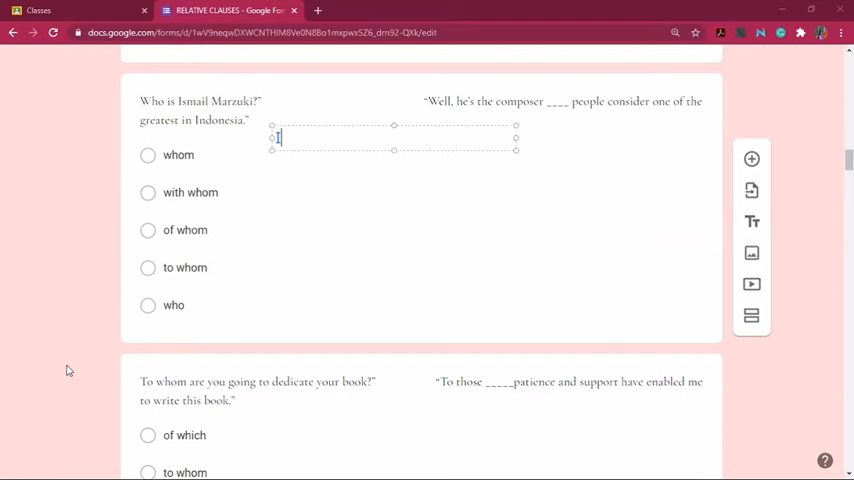 Classes
RELATIVE CLAUSES - Google For
docs.google.com/forms/d/1wV9neqwDXWCNTHIM8Ve0N8Bo1mxpwx5Z6_drn92-QXk/edit
Who is Ismail Marzuki?” “Well, he's the composer ____ people consider one of the
greatest in Indonesia.”
whom
with whom
of whom
to whom
who
To whom are you going to dedicate your book?” “To those _____patience and support have enabled me
to write this book.”
of which
to whom